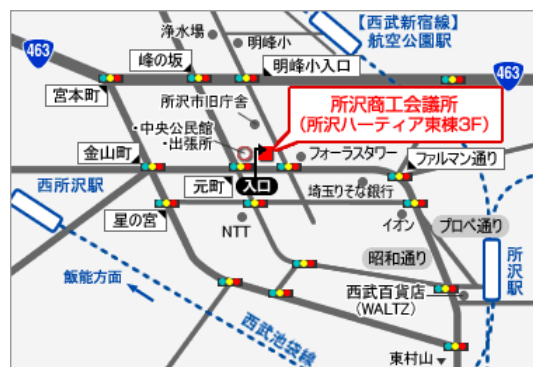 浄水場
明峰小
【西武新宿線】
航空公園駅
463
峰の坂
明峰小入口
463
宮本町
所沢市旧庁舎
所沢商工会議所
(所沢ハーティア東棟3F)
・中央公民館
・出張所
金山町
フォーラスタワー
ファルマン通り
西所沢駅
元町
入口
埼玉りそな銀行
星の宮
NTT
イオン
プロペ通り
昭和通り
所沢駅
飯能方面
西武百貨店
(WALTZ)
西武池袋線
東村山